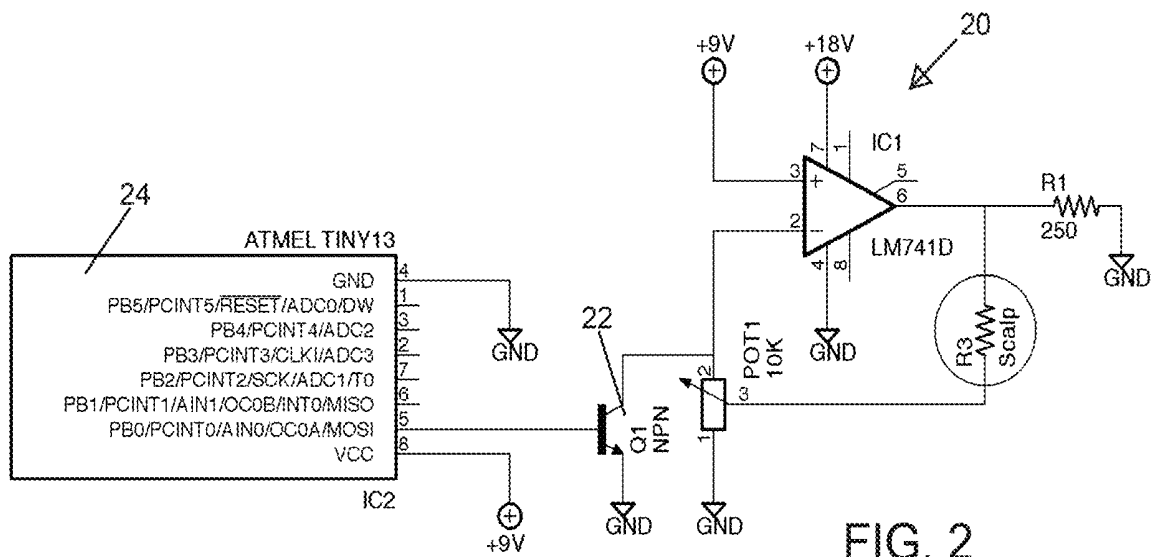 20
+9V
+18V
IC1
7
1
3
+
5
6
2
−
4
8
LM741D
R1
250
GND
24
ATMEL TINY13
GND 4
PB5/PCINT5/RESET/ADC0/DW 1
PB4/PCINT4/ADC2 3
PB3/PCINT3/CLKI/ADC3 2
PB2/PCINT2/SCK/ADC1/T0 7
PB1/PCINT1/AIN1/OC0B/INT0/MISO 6
PB0/PCINT0/AIN0/OC0A/MOSI 5
VCC 8
IC2
GND
+9V
22
Q1
NPN
GND
POT1
10K
2
3
1
GND
GND
R3
Scalp
FIG. 2